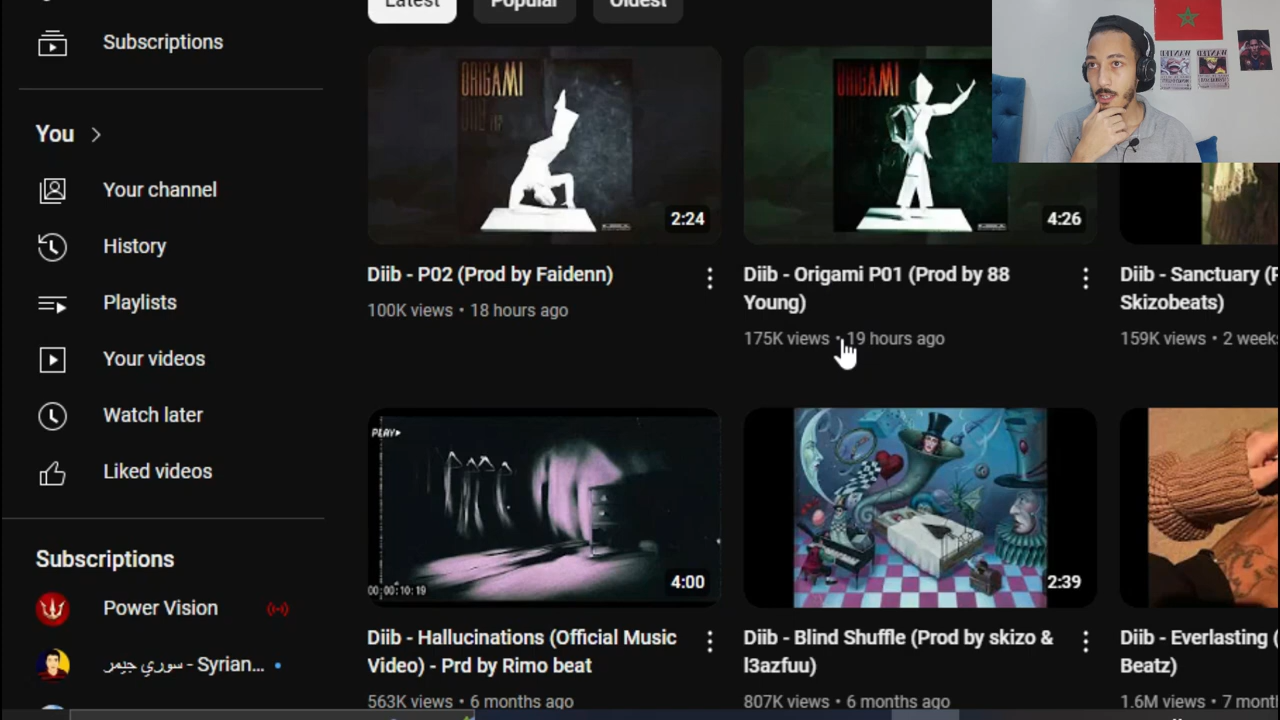 Latest
Popular
Oldest
Subscriptions
You
Your channel
History
Playlists
Your videos
Watch later
Liked videos
Subscriptions
Power Vision
سوري جيمر - Syrian...
ORIGAMI
2:24
Diib - P02 (Prod by Faidenn)
100K views • 18 hours ago
ORIGAMI
4:26
Diib - Origami P01 (Prod by 88
Young)
175K views • 19 hours ago
Diib - Sanctuary (P
Skizobeats)
159K views • 2 week
PLAY
00:00:10:19
4:00
Diib - Hallucinations (Official Music
Video) - Prd by Rimo beat
563K views • 6 months ago
2:39
Diib - Blind Shuffle (Prod by skizo &
l3azfuu)
807K views • 6 months ago
Diib - Everlasting (
Beatz)
1.6M views • 7 mont